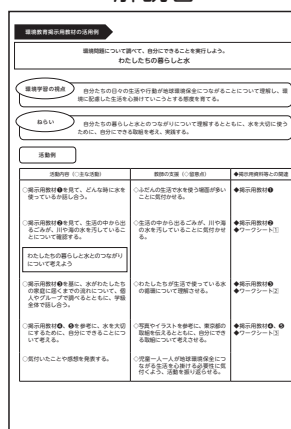 環境教育掲示用教材の活用例
環境問題について調べて、自分にできることを実行しよう。
わたしたちの暮らしと水
環境学習の視点
自分たちの日々の生活や行動が地球環境保全につながることについて理解し、環
境に配慮した生活を心掛けていこうとする態度を育てる。
ねらい
自分たちの暮らしと水とのつながりについて理解するとともに、水を大切に使う
ために、自分にできる取組を考え、実践する。
活動例
活動内容(○主な活動)
教師の支援(○留意点)
◆掲示用資料等との関連
○掲示用教材❶を見て、どんな時に水を
使っているか話し合う。
○ふだんの生活で水を使う場面が多い
ことに気付かせる。
◆掲示用教材❶
○掲示用教材❷を見て、生活の中から出
るごみが、川や海の水を汚しているこ
とについて確認する。
○生活の中から出るごみが、川や海
の水を汚していることに気付かせ
る。
◆掲示用教材❷
◆ワークシート①
わたしたちの暮らしと水とのつながり
について考えよう
○掲示用教材❸を基に、水がわたしたち
の家庭に届くまでの流れについて、個
人やグループで調べるとともに、学級
全体で話し合う。
○わたしたちが生活で使っている水
の循環について理解させる。
◆掲示用教材❸
◆ワークシート②
○掲示用教材❹、❺を参考に、水を大切
にするために、自分にできることにつ
いて考える。
○写真やイラストを参考に、東京都の
取組を伝えるとともに、自分にでき
る取組について考えさせる。
◆掲示用教材❹、❺
◆ワークシート③
○気付いたことや感想を発表する。
○児童一人一人が地球環境保全につ
ながる生活を心掛ける必要性に気
付くよう、活動を振り返らせる。